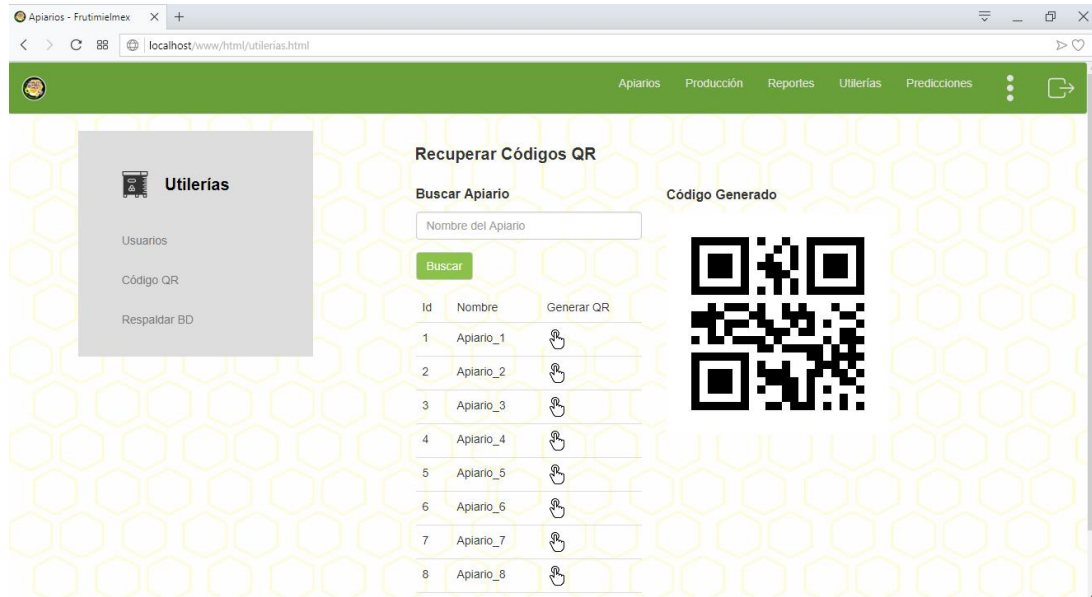 Apiarios - Frutimielmex
localhost/www/html/utilerias.html
Apiarios Producción Reportes Utilerías Predicciones
Utilerías
Usuarios
Código QR
Respaldar BD
Recuperar Códigos QR
Buscar Apiario
Nombre del Apiario
Buscar
Id Nombre Generar QR
1 Apiario_1
2 Apiario_2
3 Apiario_3
4 Apiario_4
5 Apiario_5
6 Apiario_6
7 Apiario_7
8 Apiario_8
Código Generado